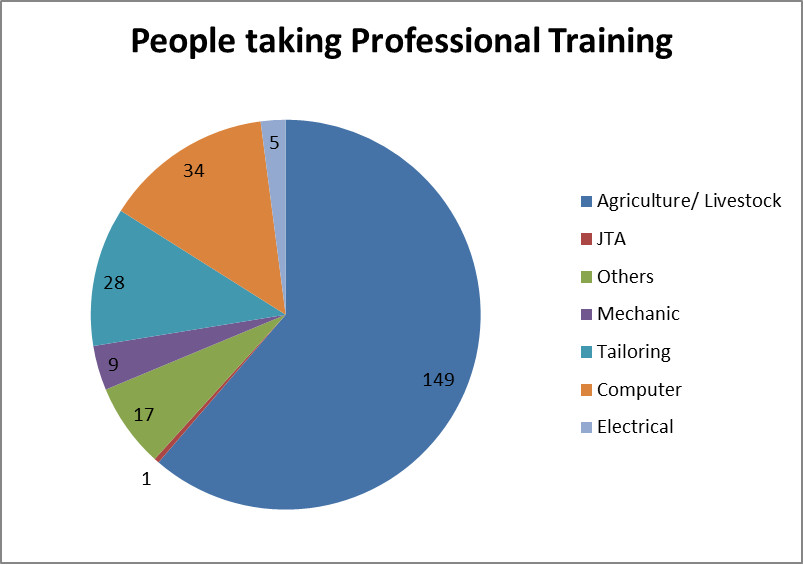 People taking Professional Training
5
34
28
9
17
1
149
Agriculture/ Livestock
JTA
Others
Mechanic
Tailoring
Computer
Electrical